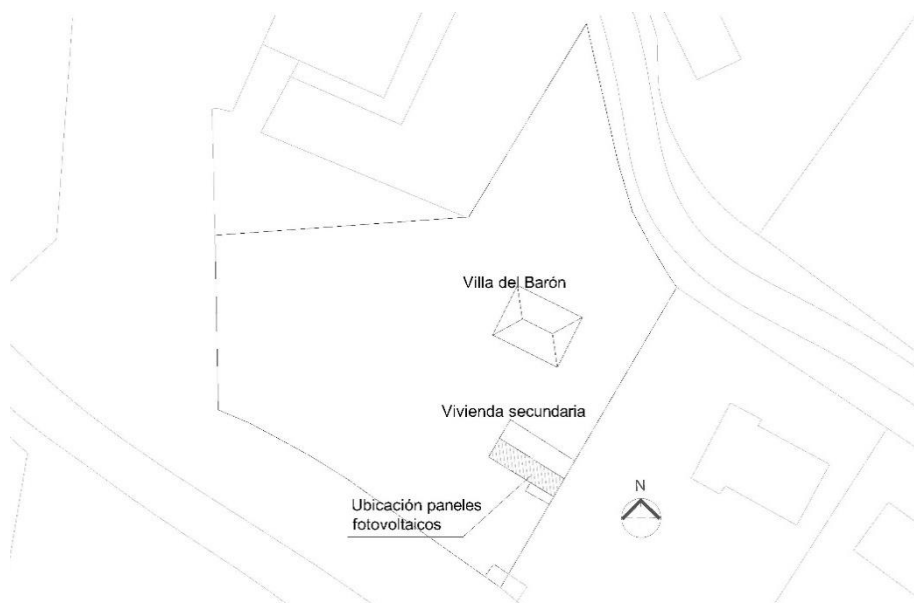 Villa del Barón
Vivienda secundaria
Ubicación paneles
fotovoltaicos
N